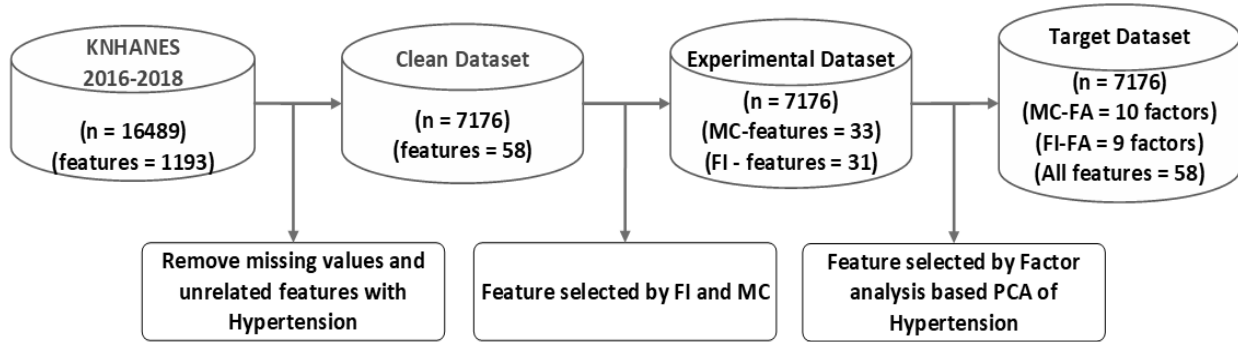 KNHANES
2016-2018
(n = 16489)
(features = 1193)
Clean Dataset
(n = 7176)
(features = 58)
Experimental Dataset
(n = 7176)
(MC-features = 33)
(FI - features = 31)
Target Dataset
(n = 7176)
(MC-FA = 10 factors)
(FI-FA = 9 factors)
(All features = 58)
Remove missing values and
unrelated features with
Hypertension
Feature selected by FI and MC
Feature selected by Factor
analysis based PCA of
Hypertension